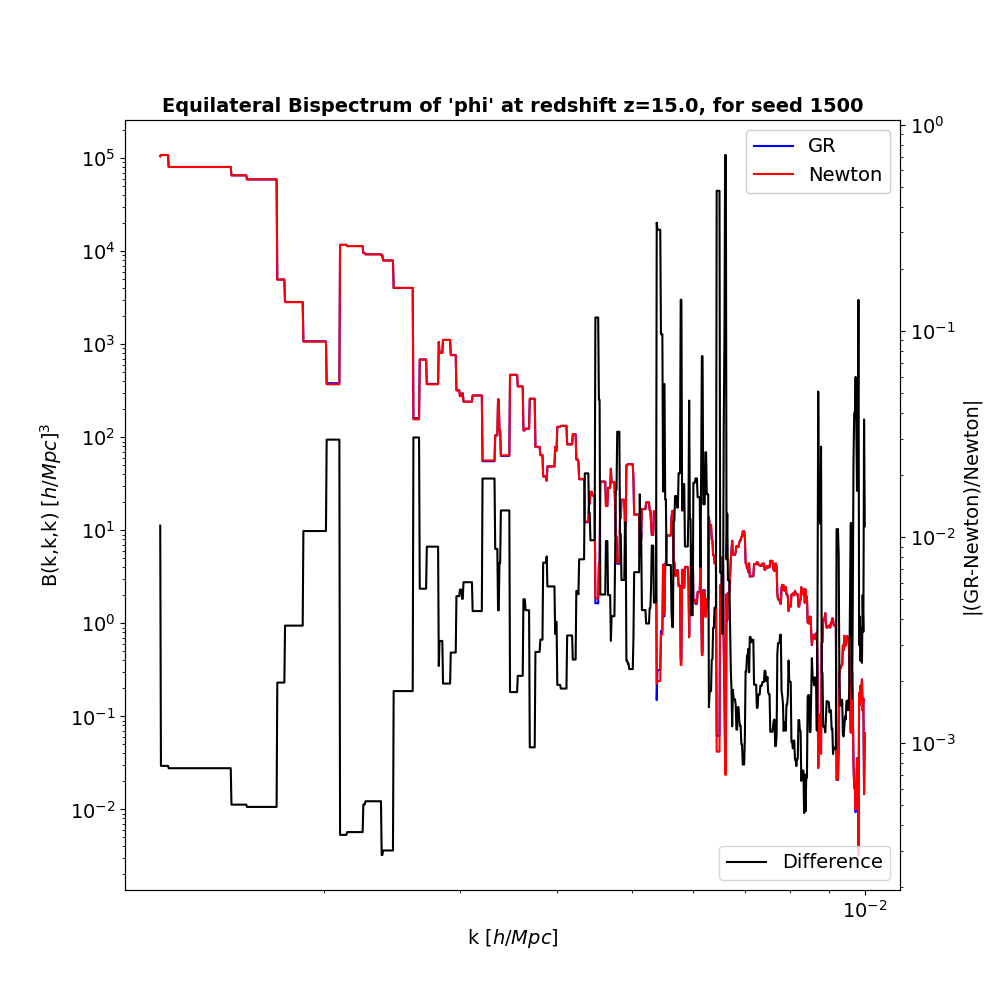 Equilateral Bispectrum of 'phi' at redshift z=15.0, for seed 1500
GR
Newton
Difference
B(k,k,k) [h/Mpc]³
10⁵
10⁴
10³
10²
10¹
10⁰
10⁻¹
10⁻²
|(GR-Newton)/Newton|
10⁰
10⁻¹
10⁻²
10⁻³
10⁻²
k [h/Mpc]